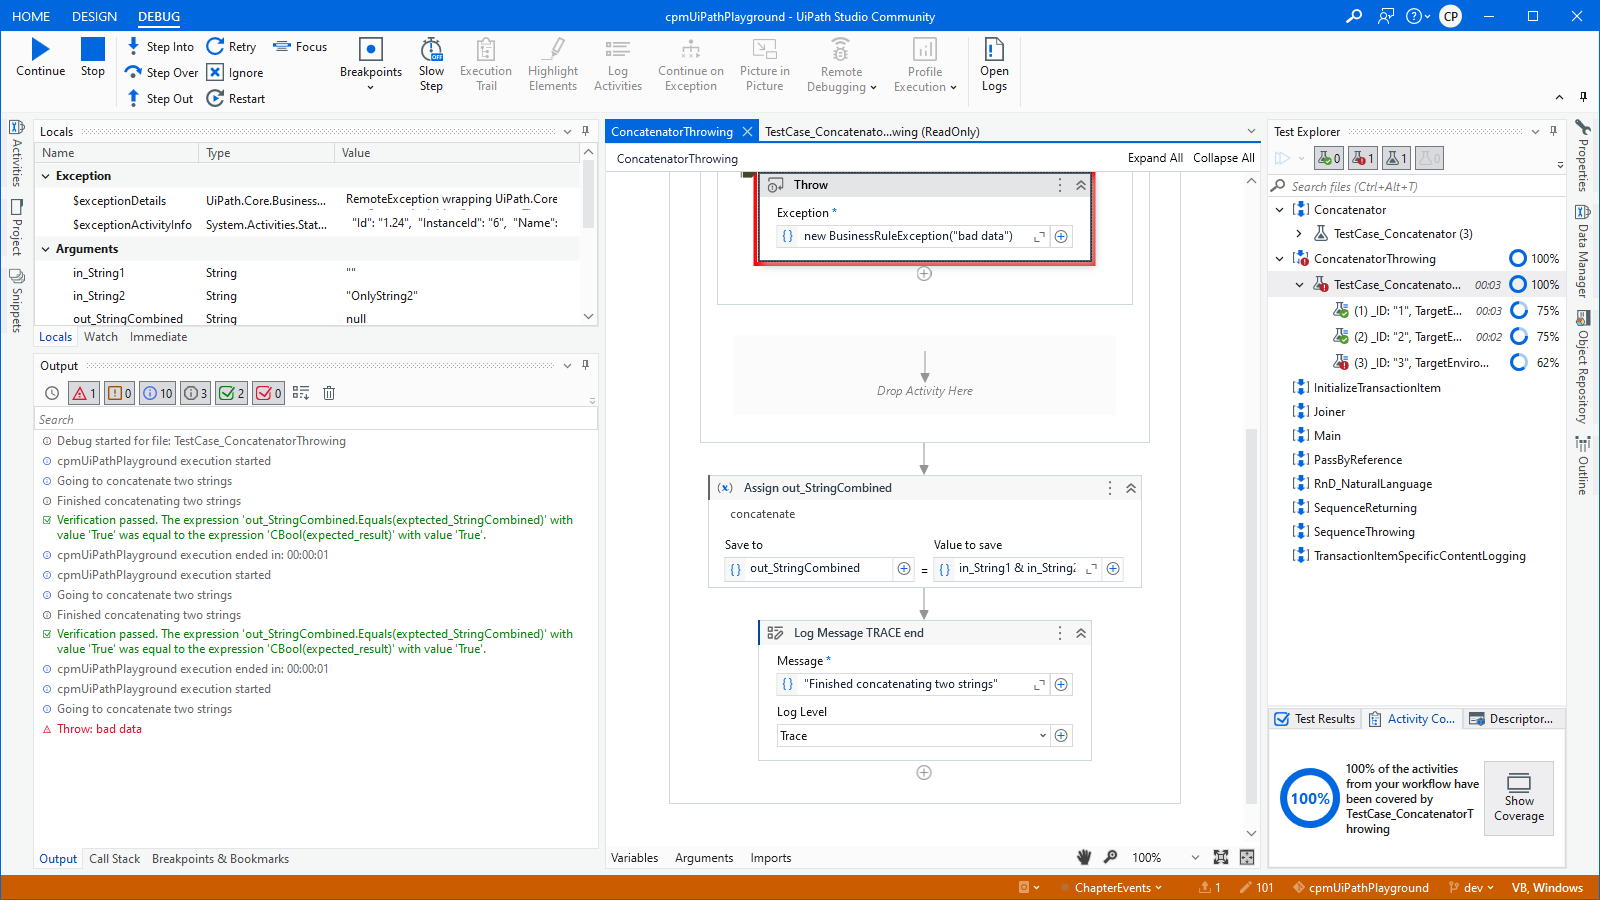 HOME DESIGN DEBUG
cpmUiPathPlayground - UiPath Studio Community
CP
Continue
Stop
Step Into
Step Over
Step Out
Retry
Ignore
Restart
Focus
Breakpoints
Slow
Step
Execution
Trail
Highlight
Elements
Log
Activities
Continue on
Exception
Picture in
Picture
Remote
Debugging
Profile
Execution
Open
Logs
Activities
Project
Snippets
Locals
Name Type Value
Exception
$exceptionDetails UiPath.Core.Business... RemoteException wrapping UiPath.Core
$exceptionActivityInfo System.Activities.Stat... "Id": "1.24", "InstanceId": "6", "Name":
Arguments
in_String1 String ""
in_String2 String "OnlyString2"
out_StringCombined String null
Locals Watch Immediate
Output
1 0 10 3 2 0
Search
Debug started for file: TestCase_ConcatenatorThrowing
cpmUiPathPlayground execution started
Going to concatenate two strings
Finished concatenating two strings
Verification passed. The expression 'out_StringCombined.Equals(exptected_StringCombined)' with
value 'True' was equal to the expression 'CBool(expected_result)' with value 'True'.
cpmUiPathPlayground execution ended in: 00:00:01
cpmUiPathPlayground execution started
Going to concatenate two strings
Finished concatenating two strings
Verification passed. The expression 'out_StringCombined.Equals(exptected_StringCombined)' with
value 'True' was equal to the expression 'CBool(expected_result)' with value 'True'.
cpmUiPathPlayground execution ended in: 00:00:01
cpmUiPathPlayground execution started
Going to concatenate two strings
Throw: bad data
Output Call Stack Breakpoints & Bookmarks
ConcatenatorThrowing TestCase_Concatenato...wing (ReadOnly)
ConcatenatorThrowing Expand All Collapse All
Throw
Exception *
{} new BusinessRuleException("bad data")
Drop Activity Here
(x) Assign out_StringCombined
concatenate
Save to Value to save
{} out_StringCombined = {} in_String1 & in_String2
Log Message TRACE end
Message *
{} "Finished concatenating two strings"
Log Level
Trace
Variables Arguments Imports 100%
Test Explorer
0 1 1 0
Search files (Ctrl+Alt+T)
Concatenator
TestCase_Concatenator (3)
ConcatenatorThrowing 100%
TestCase_Concatenato... 00:03 100%
(1) _ID: "1", TargetE... 00:03 75%
(2) _ID: "2", TargetE... 00:02 75%
(3) _ID: "3", TargetEnviro... 62%
InitializeTransactionItem
Joiner
Main
PassByReference
RnD_NaturalLanguage
SequenceReturning
SequenceThrowing
TransactionItemSpecificContentLogging
Test Results Activity Co... Descriptor...
100%
100% of the activities
from your workflow have
been covered by
TestCase_ConcatenatorT
hrowing
Show
Coverage
Properties
Data Manager
Object Repository
Outline
ChapterEvents 1 101 cpmUiPathPlayground dev VB, Windows